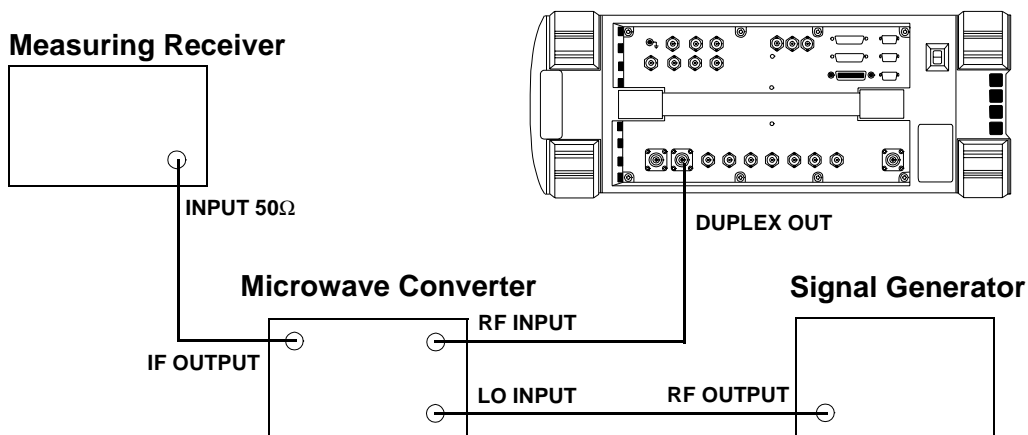 Measuring Receiver
INPUT 50Ω
DUPLEX OUT
Microwave Converter
Signal Generator
RF INPUT
IF OUTPUT
LO INPUT
RF OUTPUT